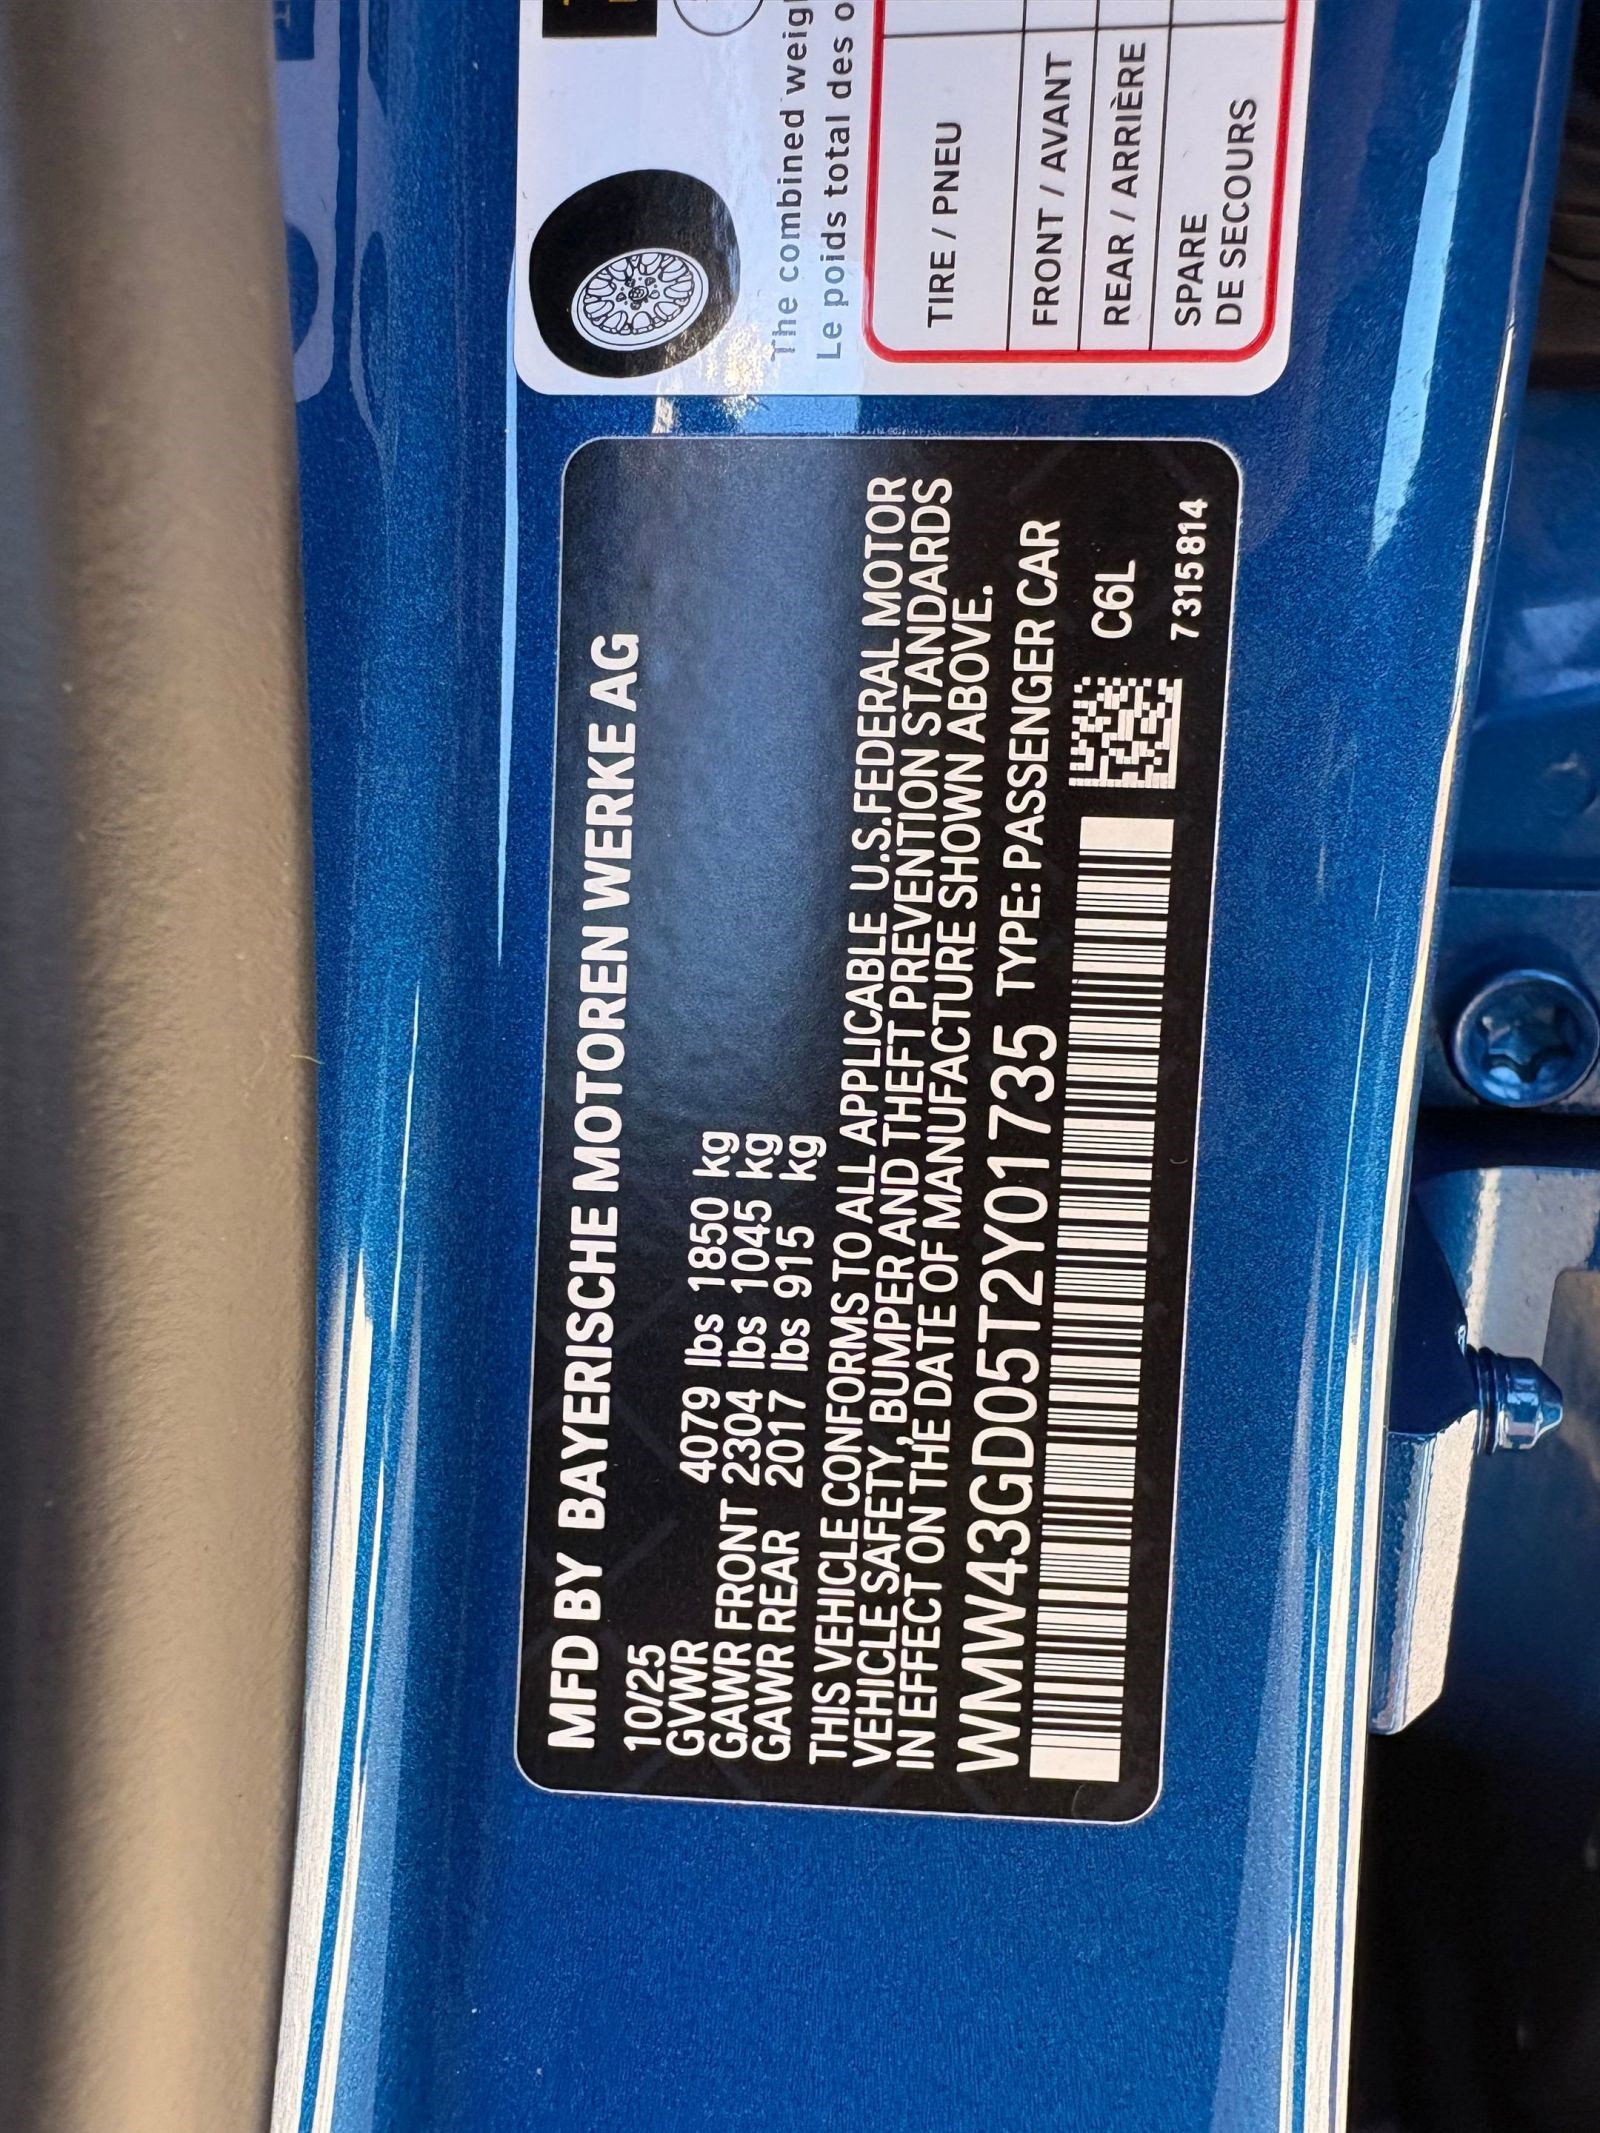 MFD BY BAYERISCHE MOTOREN WERKE AG
10/25
GVWR 4079 lbs 1850 kg
GAWR FRONT 2304 lbs 1045 kg
GAWR REAR 2017 lbs 915 kg
THIS VEHICLE CONFORMS TO ALL APPLICABLE U.S.FEDERAL MOTOR
VEHICLE SAFETY, BUMPER AND THEFT PREVENTION STANDARDS
IN EFFECT ON THE DATE OF MANUFACTURE SHOWN ABOVE.
WMW43GD05T2Y01735 TYPE: PASSENGER CAR
C6L
7315814
The combined
Le poids total des
TIRE / PNEU
FRONT / AVANT
REAR / ARRIÈRE
SPARE
DE SECOURS